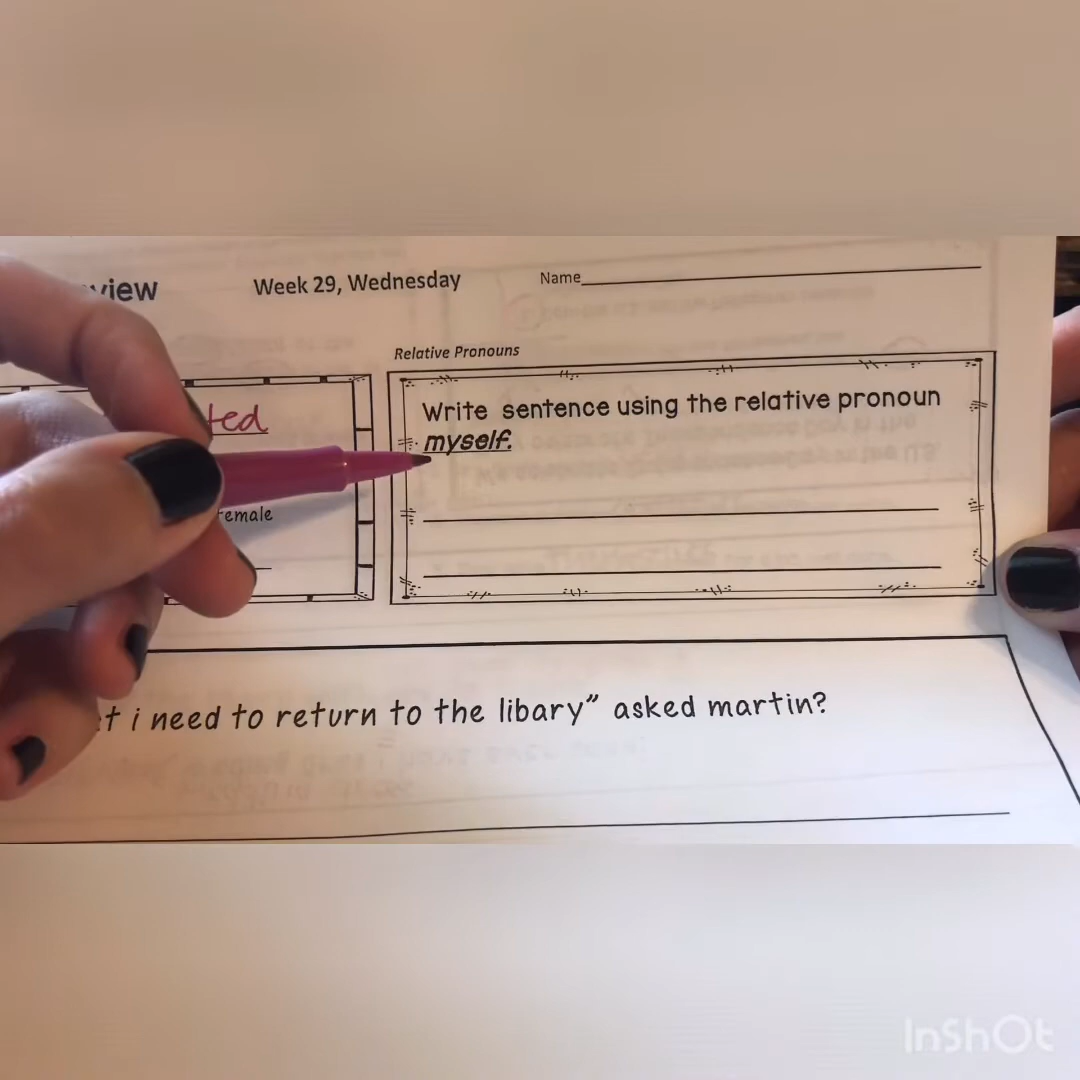 view Week 29, Wednesday Name
Relative Pronouns
ted
Write sentence using the relative pronoun
myself.
emale
t i need to return to the libary” asked martin?
InShOt